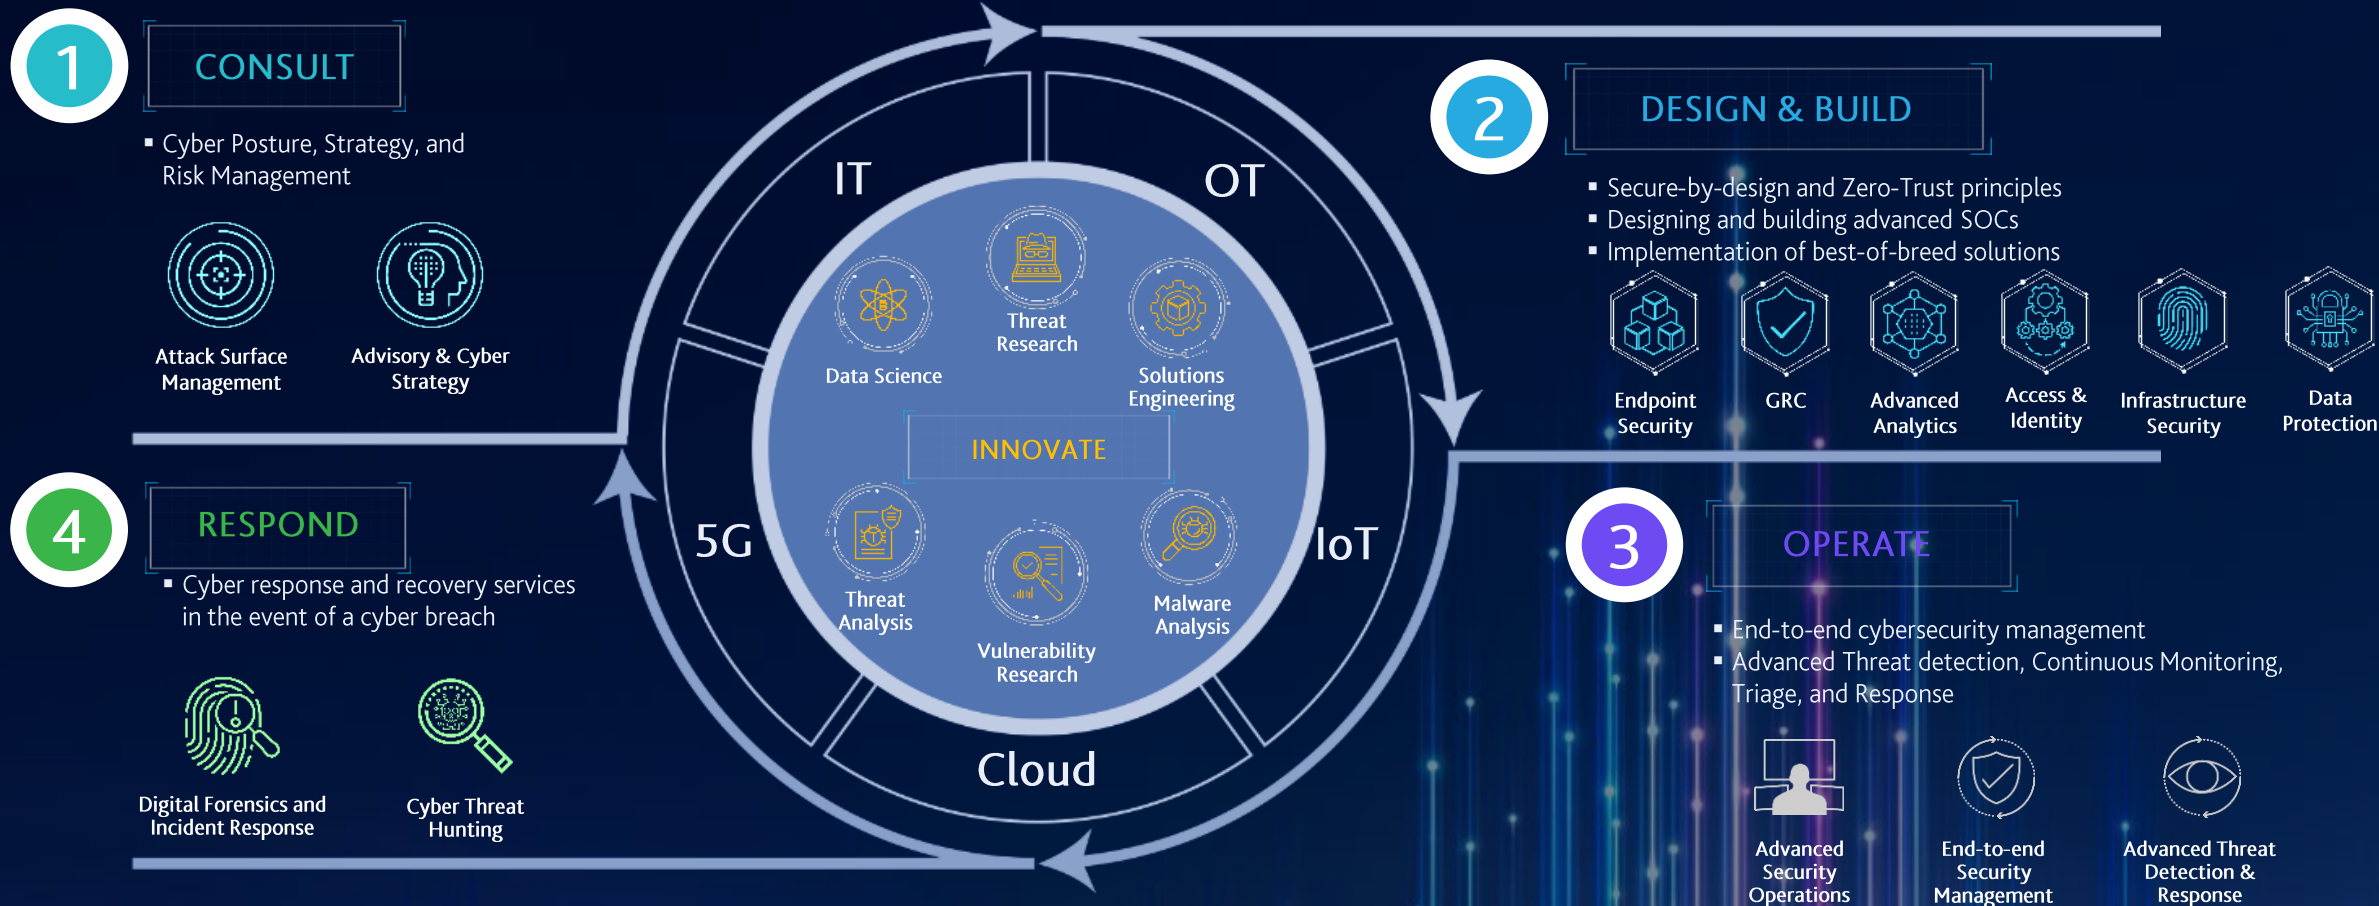 1
CONSULT
▪ Cyber Posture, Strategy, and
Risk Management
Attack Surface
Management
Advisory & Cyber
Strategy
2
DESIGN & BUILD
▪ Secure-by-design and Zero-Trust principles
▪ Designing and building advanced SOCs
▪ Implementation of best-of-breed solutions
Endpoint
Security
GRC
Advanced
Analytics
Access &
Identity
Infrastructure
Security
Data
Protection
3
OPERATE
▪ End-to-end cybersecurity management
▪ Advanced Threat detection, Continuous Monitoring,
Triage, and Response
Advanced
Security
Operations
End-to-end
Security
Management
Advanced Threat
Detection &
Response
4
RESPOND
▪ Cyber response and recovery services
in the event of a cyber breach
Digital Forensics and
Incident Response
Cyber Threat
Hunting
IT
OT
IoT
Cloud
5G
Data Science
Threat
Research
Solutions
Engineering
INNOVATE
Threat
Analysis
Vulnerability
Research
Malware
Analysis